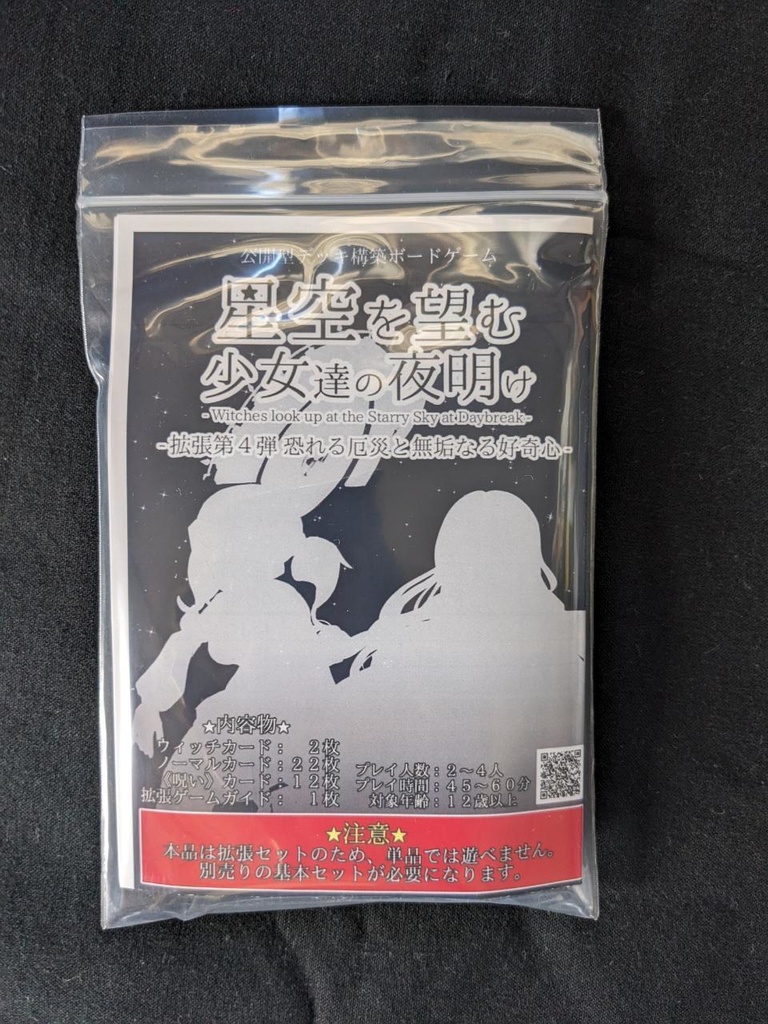 公開型デッキ構築ボードゲーム
星空を望む
少女達の夜明け
-Witches look up at the Starry Sky at Daybreak-
-拡張第４弾 恐れる厄災と無垢なる好奇心-
★内容物★
ウィッチカード： ２枚
ノーマルカード：２２枚
《呪い》カード：１２枚
拡張ゲームガイド： １枚
プレイ人数：２～４人
プレイ時間：４５～６０分
対象年齢：１２歳以上
★注意★
本品は拡張セットのため、単品では遊べません。
別売りの基本セットが必要になります。